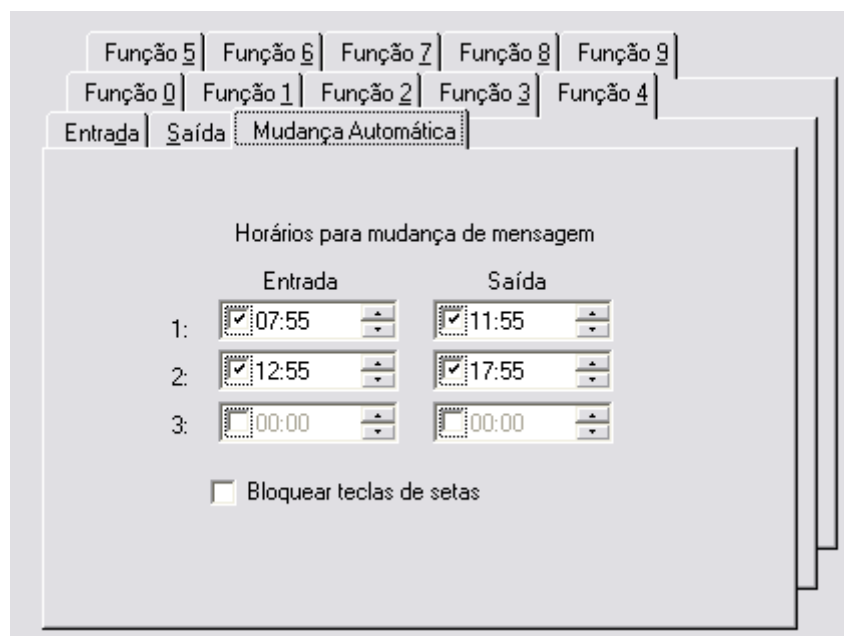 Função 5 Função 6 Função 7 Função 8 Função 9
Função 0 Função 1 Função 2 Função 3 Função 4
Entrada Saída Mudança Automática
Horários para mudança de mensagem
Entrada Saída
1: 07:55 11:55
2: 12:55 17:55
3: 00:00 00:00
Bloquear teclas de setas